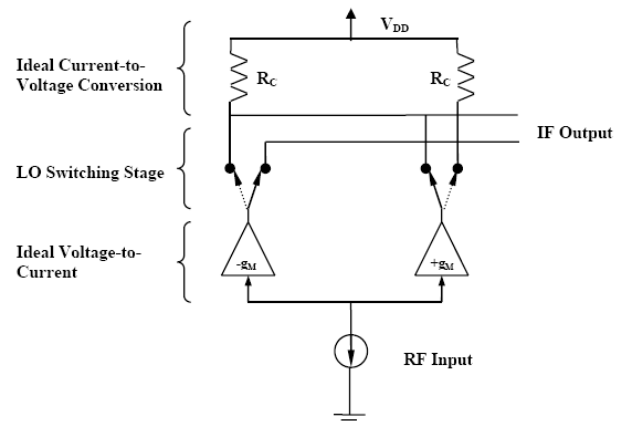 V_DD
Ideal Current-to-
Voltage Conversion
R_C
R_C
IF Output
LO Switching Stage
Ideal Voltage-to-
Current
-g_M
+g_M
RF Input